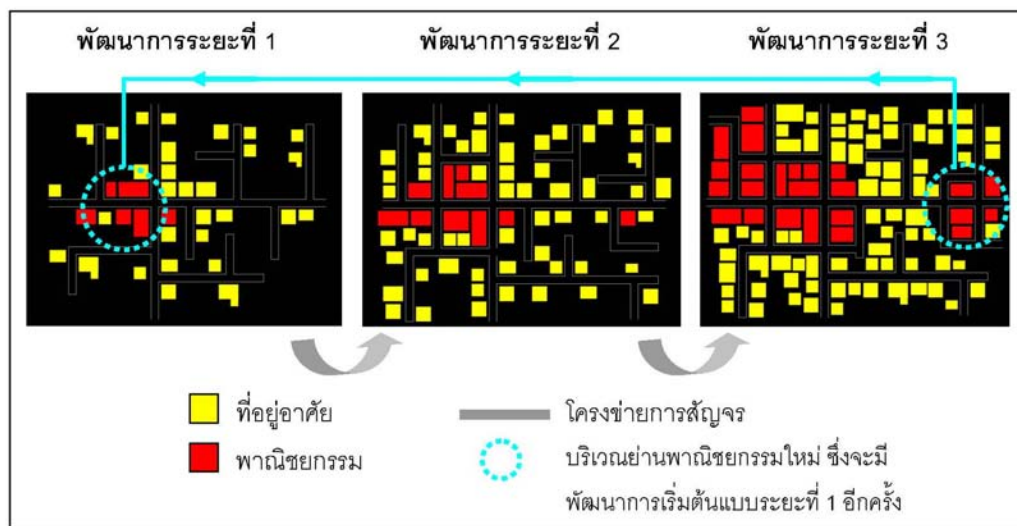 พัฒนาการระยะที่ 1
พัฒนาการระยะที่ 2
พัฒนาการระยะที่ 3
ที่อยู่อาศัย
พาณิชยกรรม
โครงข่ายการสัญจร
บริเวณย่านพาณิชยกรรมใหม่ ซึ่งจะมี
พัฒนาการเริ่มต้นแบบระยะที่ 1 อีกครั้ง